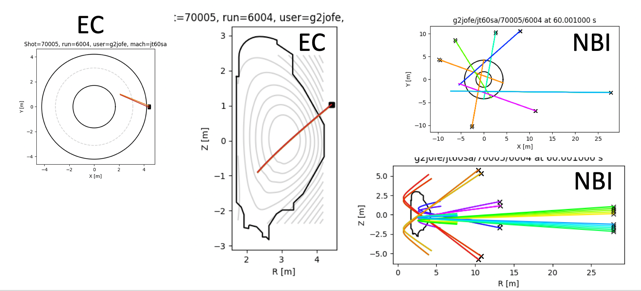 EC
Shot=70005, run=6004, user=g2jofe, mach=jt60sa
4
2
0
−2
−4
Y [m]
−4 −2 0 2 4
X [m]
:=70005, run=6004, user=g2jofe,
EC
3
2
1
0
−1
−2
−3
Z [m]
2 3 4
R [m]
g2jofe/jt60sa/70005/6004 at 60.001000 s
NBI
10
5
0
−5
−10
Y [m]
−10 −5 0 5 10 15 20 25 30
X [m]
g2jofe/jt60sa/70005/6004 at 60.001000 s
NBI
5.0
2.5
0.0
−2.5
−5.0
Z [m]
0 5 10 15 20 25
R [m]